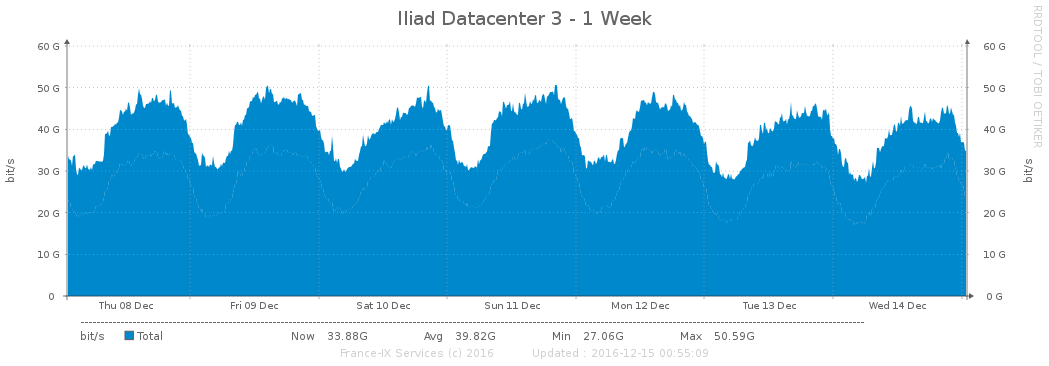 Iliad Datacenter 3 - 1 Week
RRDTOOL / TOBI OETIKER
60 G 60 G
50 G 50 G
40 G 40 G
30 G 30 G
20 G 20 G
10 G 10 G
0 0 G
bit/s bit/s
Thu 08 Dec Fri 09 Dec Sat 10 Dec Sun 11 Dec Mon 12 Dec Tue 13 Dec Wed 14 Dec
bit/s Total Now 33.88G Avg 39.82G Min 27.06G Max 50.59G
France-IX Services (c) 2016 Updated : 2016-12-15 00:55:09